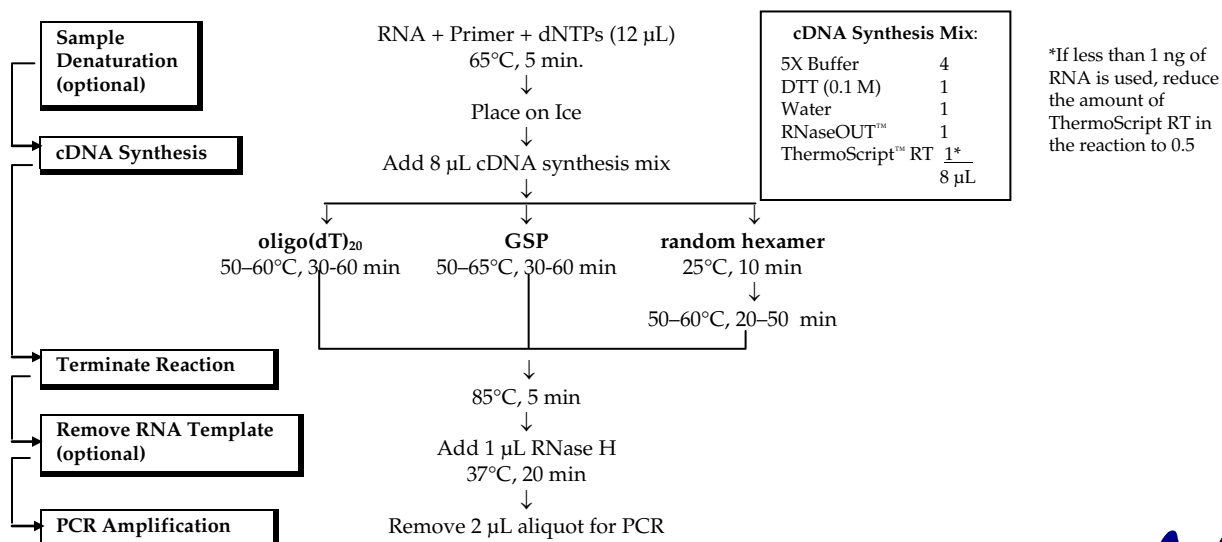 Sample
Denaturation
(optional)
cDNA Synthesis
Terminate Reaction
Remove RNA Template
(optional)
PCR Amplification
RNA + Primer + dNTPs (12 µL)
65°C, 5 min.
↓
Place on Ice
↓
Add 8 µL cDNA synthesis mix
↓
↓ ↓ ↓
oligo(dT)₂₀ GSP random hexamer
50–60°C, 30-60 min 50–65°C, 30-60 min 25°C, 10 min
↓
50–60°C, 20–50 min
↓
85°C, 5 min
↓
Add 1 µL RNase H
37°C, 20 min
↓
Remove 2 µL aliquot for PCR
cDNA Synthesis Mix:
5X Buffer 4
DTT (0.1 M) 1
Water 1
RNaseOUT™ 1
ThermoScript™ RT 1*
8 µL
*If less than 1 ng of
RNA is used, reduce
the amount of
ThermoScript RT in
the reaction to 0.5